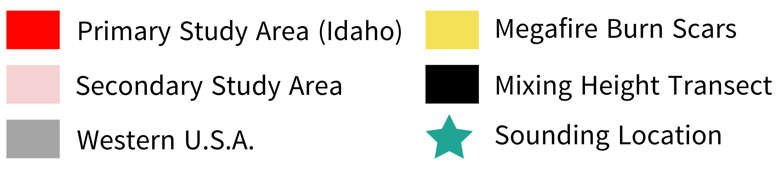 Primary Study Area (Idaho)
Secondary Study Area
Western U.S.A.
Megafire Burn Scars
Mixing Height Transect
Sounding Location